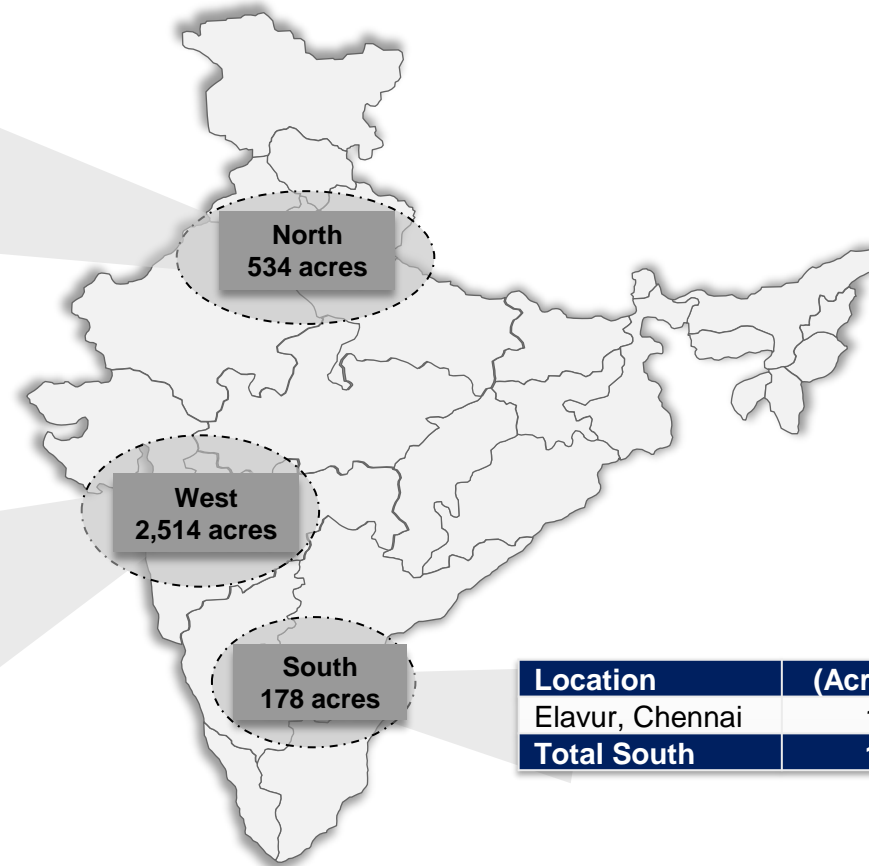 North
534 acres
West
2,514 acres
South
178 acres
Location
Elavur, Chennai
Total South